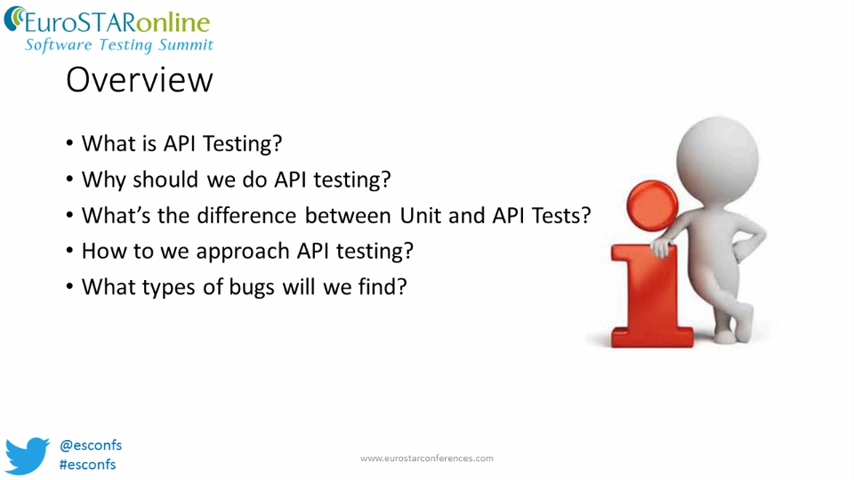 EuroSTARonline
Software Testing Summit
Overview
• What is API Testing?
• Why should we do API testing?
• What's the difference between Unit and API Tests?
• How to we approach API testing?
• What types of bugs will we find?
@esconfs
#esconfs
www.eurostarconferences.com